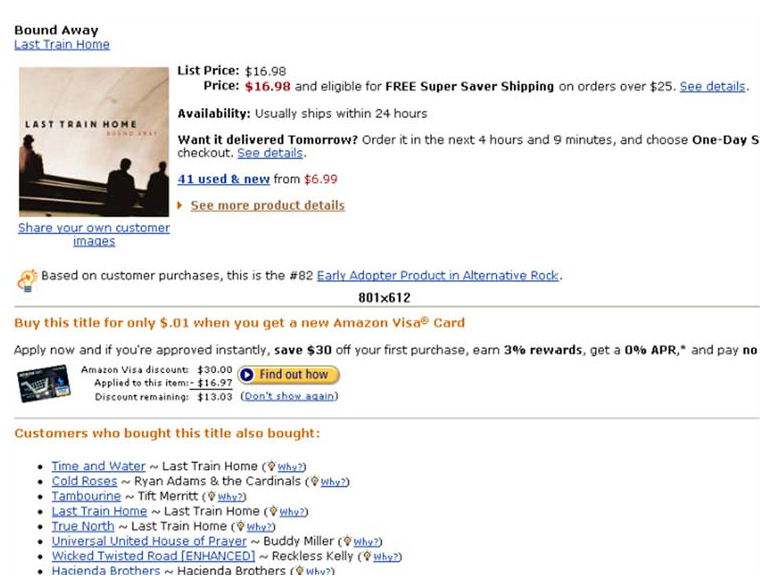 Bound Away
Last Train Home
LAST TRAIN HOME
BOUND AWAY
List Price: $16.98
Price: $16.98 and eligible for FREE Super Saver Shipping on orders over $25. See details.
Availability: Usually ships within 24 hours
Want it delivered Tomorrow? Order it in the next 4 hours and 9 minutes, and choose One-Day S
checkout. See details.
41 used & new from $6.99
See more product details
Share your own customer
images
Based on customer purchases, this is the #82 Early Adopter Product in Alternative Rock.
801x612
Buy this title for only $.01 when you get a new Amazon Visa® Card
Apply now and if you're approved instantly, save $30 off your first purchase, earn 3% rewards, get a 0% APR,* and pay no
Amazon Visa discount: $30.00
Applied to this item:- $16.97
Discount remaining: $13.03
Find out how
(Don't show again)
Customers who bought this title also bought:
• Time and Water ~ Last Train Home (Why?)
• Cold Roses ~ Ryan Adams & the Cardinals (Why?)
• Tambourine ~ Tift Merritt (Why?)
• Last Train Home ~ Last Train Home (Why?)
• True North ~ Last Train Home (Why?)
• Universal United House of Prayer ~ Buddy Miller (Why?)
• Wicked Twisted Road [ENHANCED] ~ Reckless Kelly (Why?)
• Hacienda Brothers ~ Hacienda Brothers (Why?)